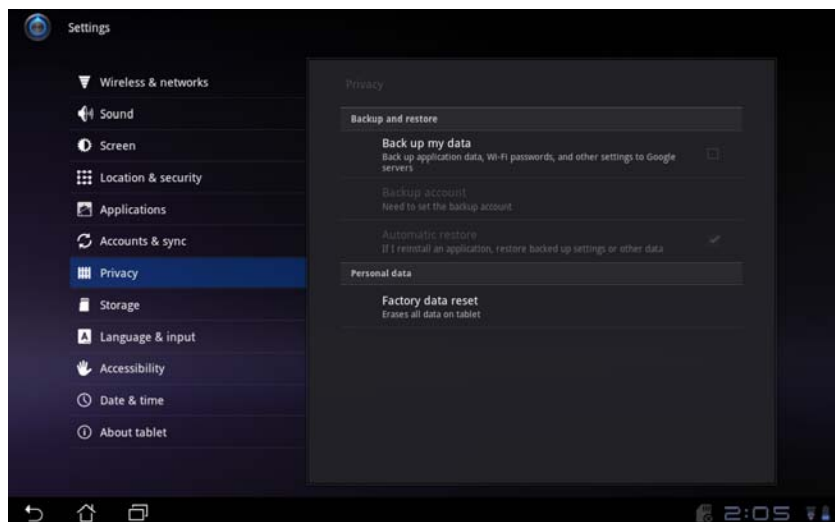 Settings
Wireless & networks
Sound
Screen
Location & security
Applications
Accounts & sync
Privacy
Storage
Language & input
Accessibility
Date & time
About tablet
Privacy
Backup and restore
Back up my data
Back up application data, Wi-Fi passwords, and other settings to Google
servers
Backup account
Need to set the backup account
Automatic restore
If I reinstall an application, restore backed up settings or other data
Personal data
Factory data reset
Erases all data on tablet
2:05